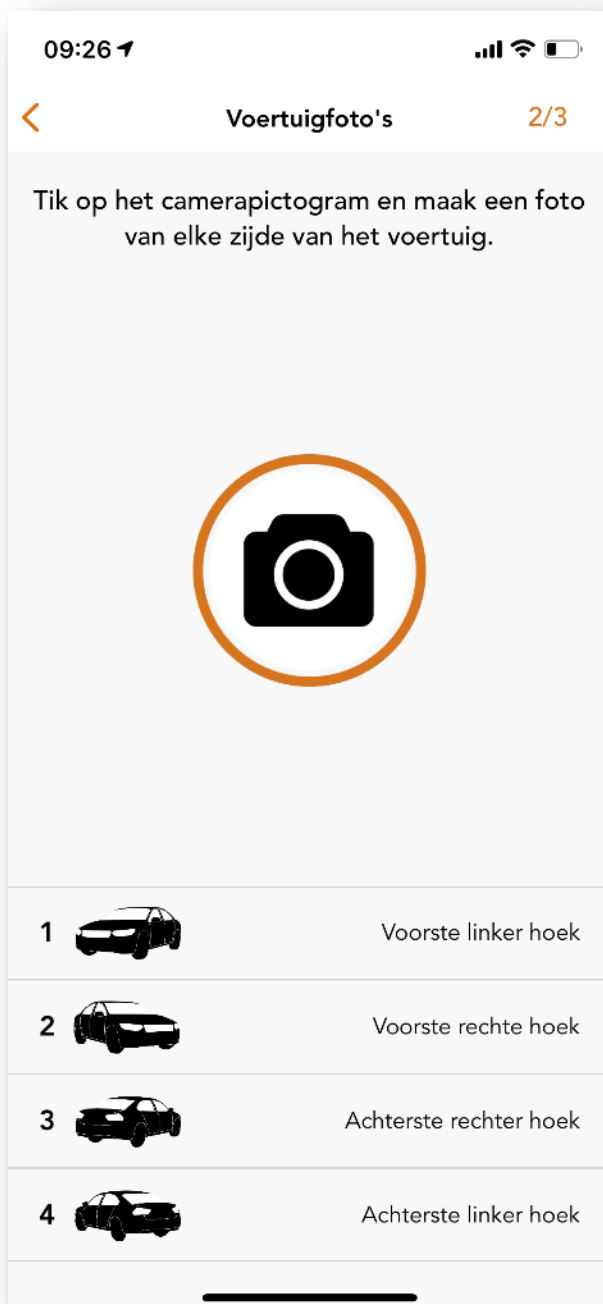 09:26
Voertuigfoto's
2/3
Tik op het camerapictogram en maak een foto
van elke zijde van het voertuig.
1 Voorste linker hoek
2 Voorste rechte hoek
3 Achterste rechter hoek
4 Achterste linker hoek